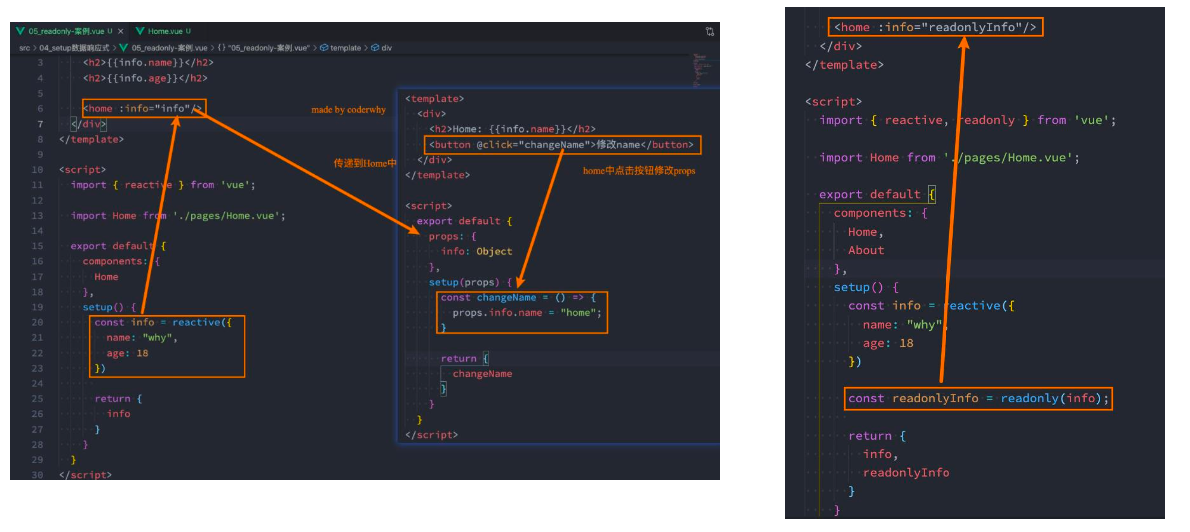 05_readonly-案例.vue U × Home.vue U
src > 04_setup数据响应式 > 05_readonly-案例.vue > {} "05_readonly-案例.vue" > template > div
3 <h2>{{info.name}}</h2>
4 <h2>{{info.age}}</h2>
5
6 <home :info="info"/>
7 </div>
8 </template>
9
10 <script>
11 import { reactive } from 'vue';
12
13 import Home from './pages/Home.vue';
14
15 export default {
16 components: {
17 Home
18 },
19 setup() {
20 const info = reactive({
21 name: "why",
22 age: 18
23 })
24
25 return {
26 info
27 }
28 }
29 }
30 </script>
made by coderwhy
传递到Home中
<template>
<div>
<h2>Home: {{info.name}}</h2>
<button @click="changeName">修改name</button>
</div>
</template>
home中点击按钮修改props
<script>
export default {
props: {
info: Object
},
setup(props) {
const changeName = () => {
props.info.name = "home";
}
return {
changeName
}
}
}
</script>
<home :info="readonlyInfo"/>
</div>
</template>
<script>
import { reactive, readonly } from 'vue';
import Home from './pages/Home.vue';
export default {
components: {
Home,
About
},
setup() {
const info = reactive({
name: "why",
age: 18
})
const readonlyInfo = readonly(info);
return {
info,
readonlyInfo
}
}